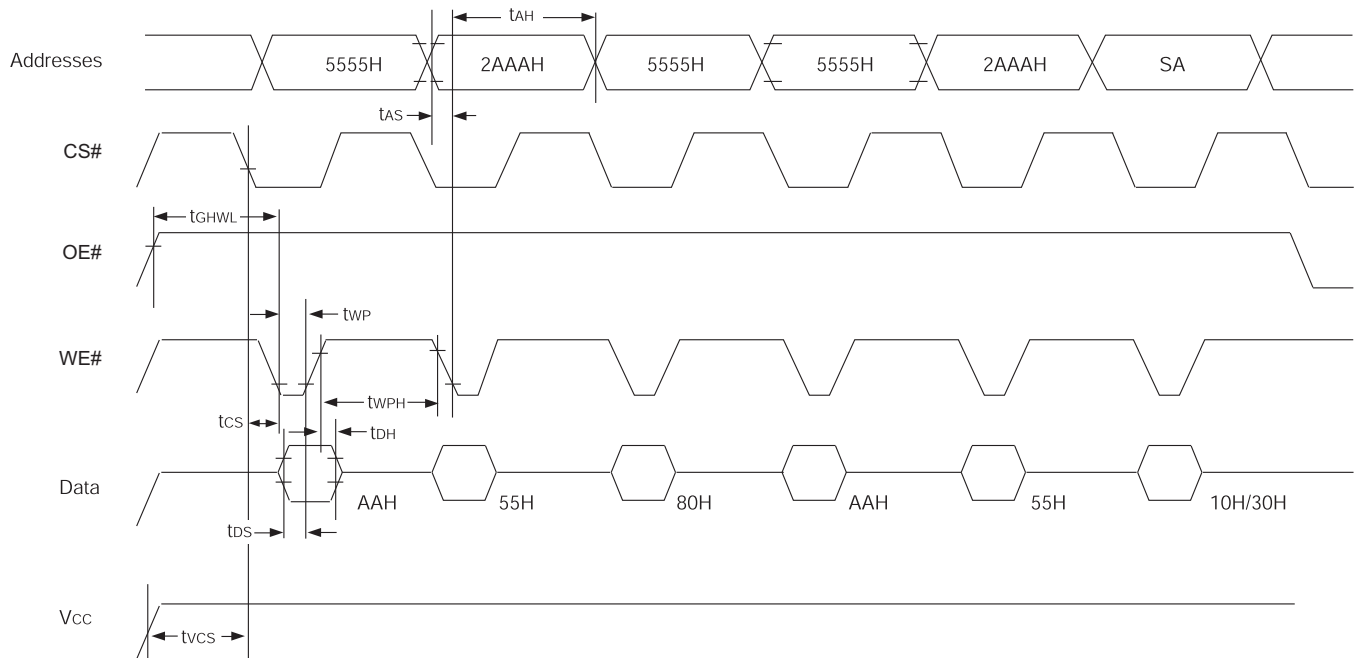 tAH
Addresses 5555H 2AAAH 5555H 5555H 2AAAH SA
tAS
CS#
tGHWL
OE#
tWP
WE#
tWPH
tCS
tDH
Data AAH 55H 80H AAH 55H 10H/30H
tDS
VCC
tVCS